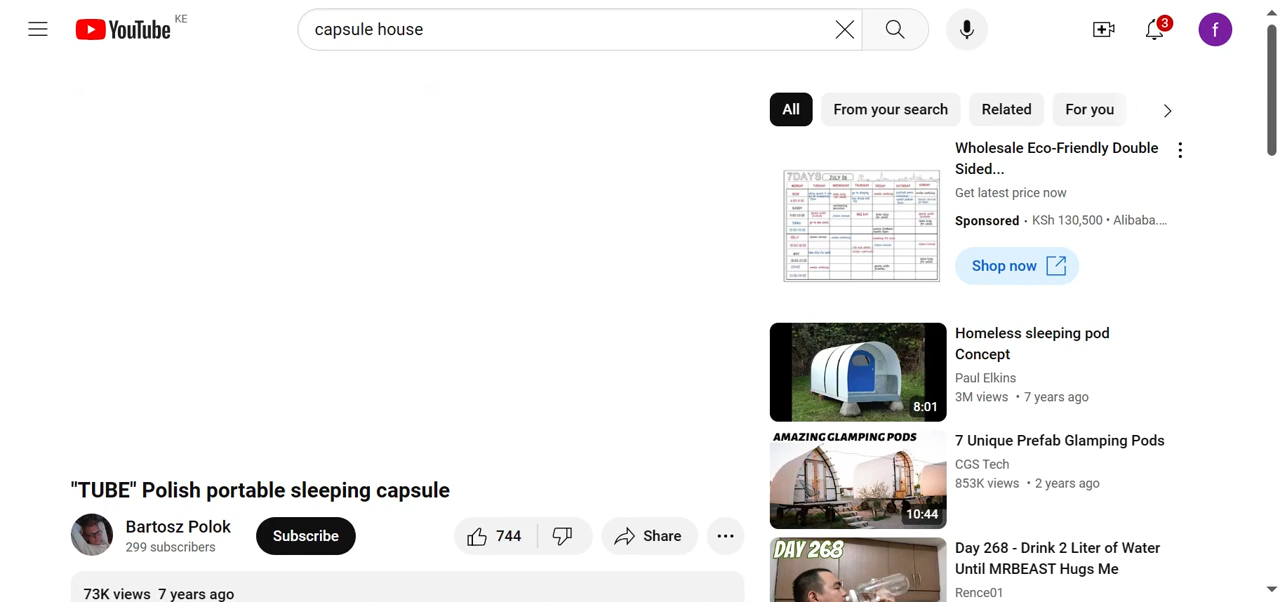 YouTube KE
capsule house
3
f
All
From your search
Related
For you
Wholesale Eco-Friendly Double
Sided...
Get latest price now
Sponsored · KSh 130,500 • Alibaba....
Shop now
7DAYS JULY 26
Homeless sleeping pod
Concept
Paul Elkins
3M views • 7 years ago
8:01
AMAZING GLAMPING PODS
7 Unique Prefab Glamping Pods
CGS Tech
853K views • 2 years ago
10:44
DAY 268
Day 268 - Drink 2 Liter of Water
Until MRBEAST Hugs Me
Rence01
"TUBE" Polish portable sleeping capsule
Bartosz Polok
299 subscribers
Subscribe
744
Share
73K views 7 years ago